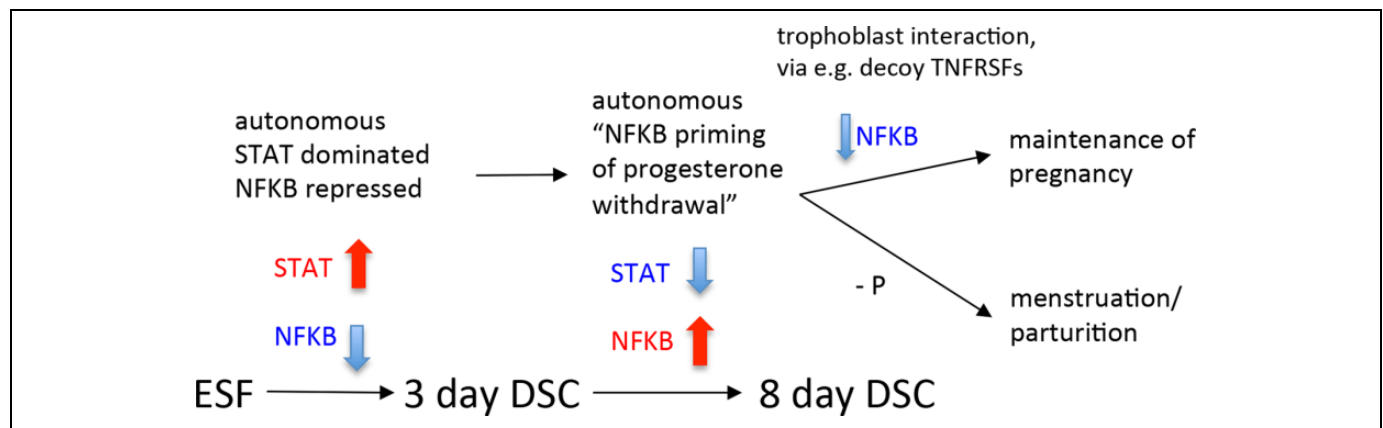 trophoblast interaction,
via e.g. decoy TNFRSFs
autonomous
STAT dominated
NFKB repressed
autonomous
“NFKB priming
of progesterone
withdrawal”
NFKB
maintenance of
pregnancy
STAT
NFKB
STAT
NFKB
- P
menstruation/
parturition
ESF
3 day DSC
8 day DSC